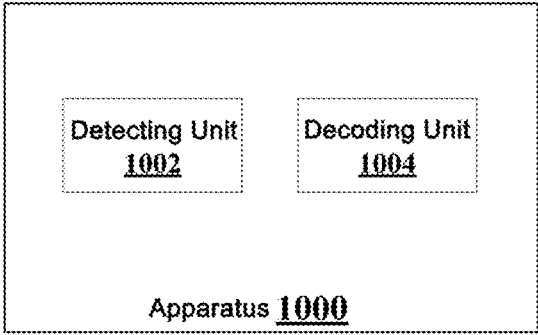 Detecting Unit
1002
Decoding Unit
1004
Apparatus 1000